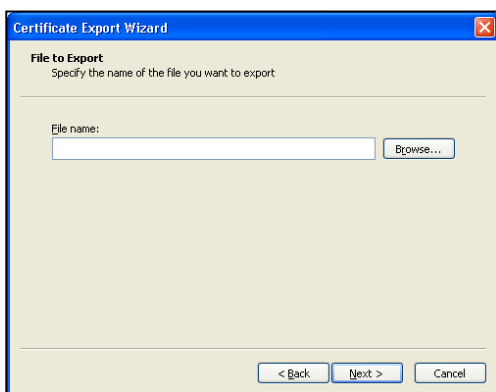 Certificate Export Wizard
File to Export
Specify the name of the file you want to export
File name:
Browse...
< Back
Next >
Cancel